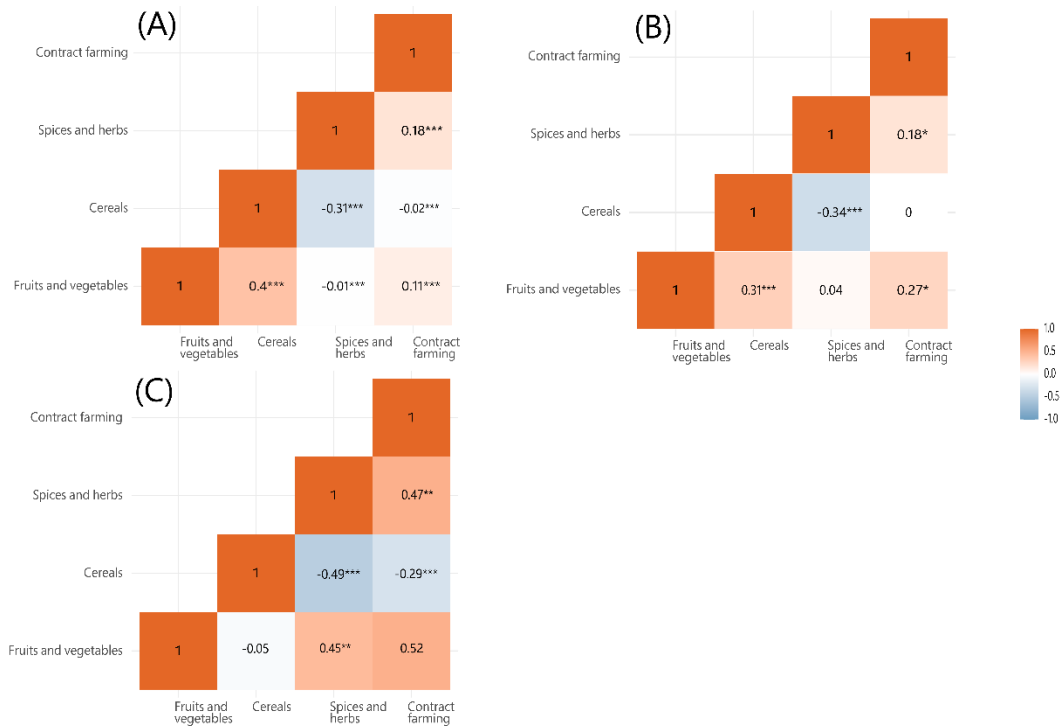 (A)
Contract farming
1
Spices and herbs
1
0.18***
Cereals
1
-0.31***
-0.02***
Fruits and vegetables
1
0.4***
-0.01***
0.11***
Fruits and
vegetables
Cereals
Spices and
herbs
Contract
farming
(B)
Contract farming
1
Spices and herbs
1
0.18*
Cereals
1
-0.34***
0
Fruits and vegetables
1
0.31***
0.04
0.27*
Fruits and
vegetables
Cereals
Spices and
herbs
Contract
farming
1.0
0.5
0.0
-0.5
-1.0
(C)
Contract farming
1
Spices and herbs
1
0.47**
Cereals
1
-0.49***
-0.29***
Fruits and vegetables
1
-0.05
0.45**
0.52
Fruits and
vegetables
Cereals
Spices and
herbs
Contract
farming